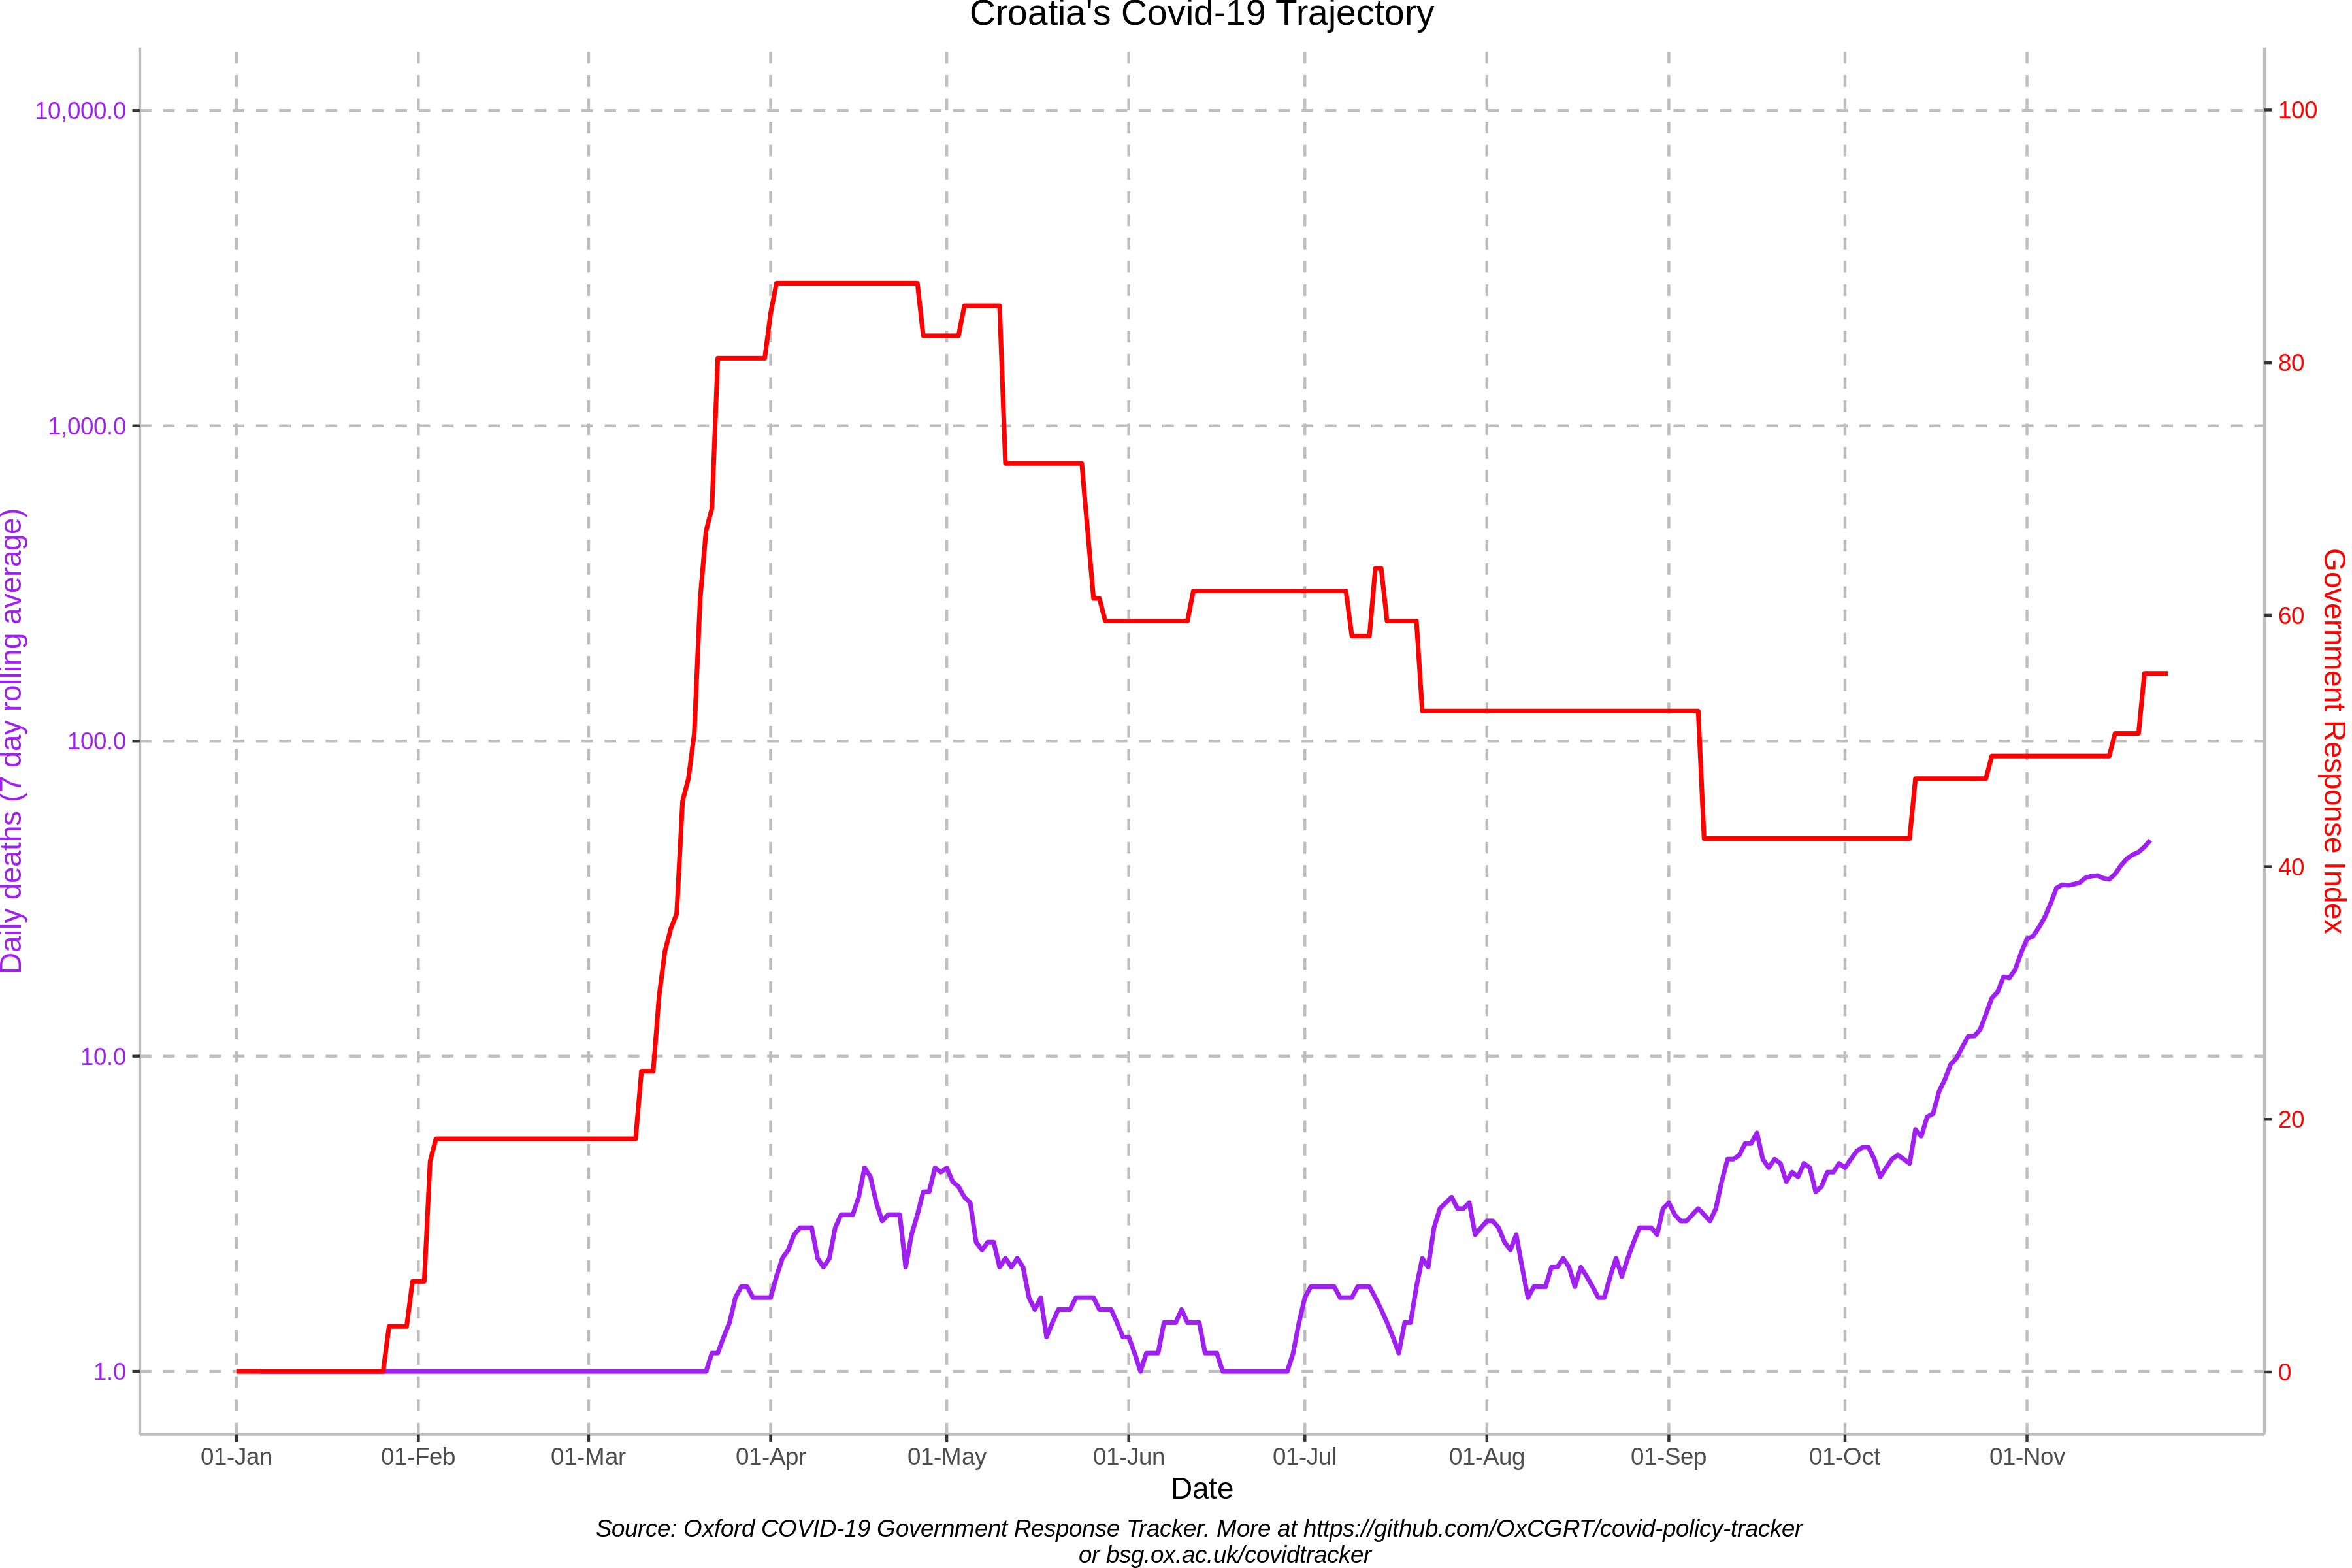 Croatia's Covid-19 Trajectory
10,000.0
1,000.0
100.0
10.0
1.0
Daily deaths (7 day rolling average)
100
80
60
40
20
0
Government Response Index
01-Jan 01-Feb 01-Mar 01-Apr 01-May 01-Jun 01-Jul 01-Aug 01-Sep 01-Oct 01-Nov
Date
Source: Oxford COVID-19 Government Response Tracker. More at https://github.com/OxCGRT/covid-policy-tracker
or bsg.ox.ac.uk/covidtracker